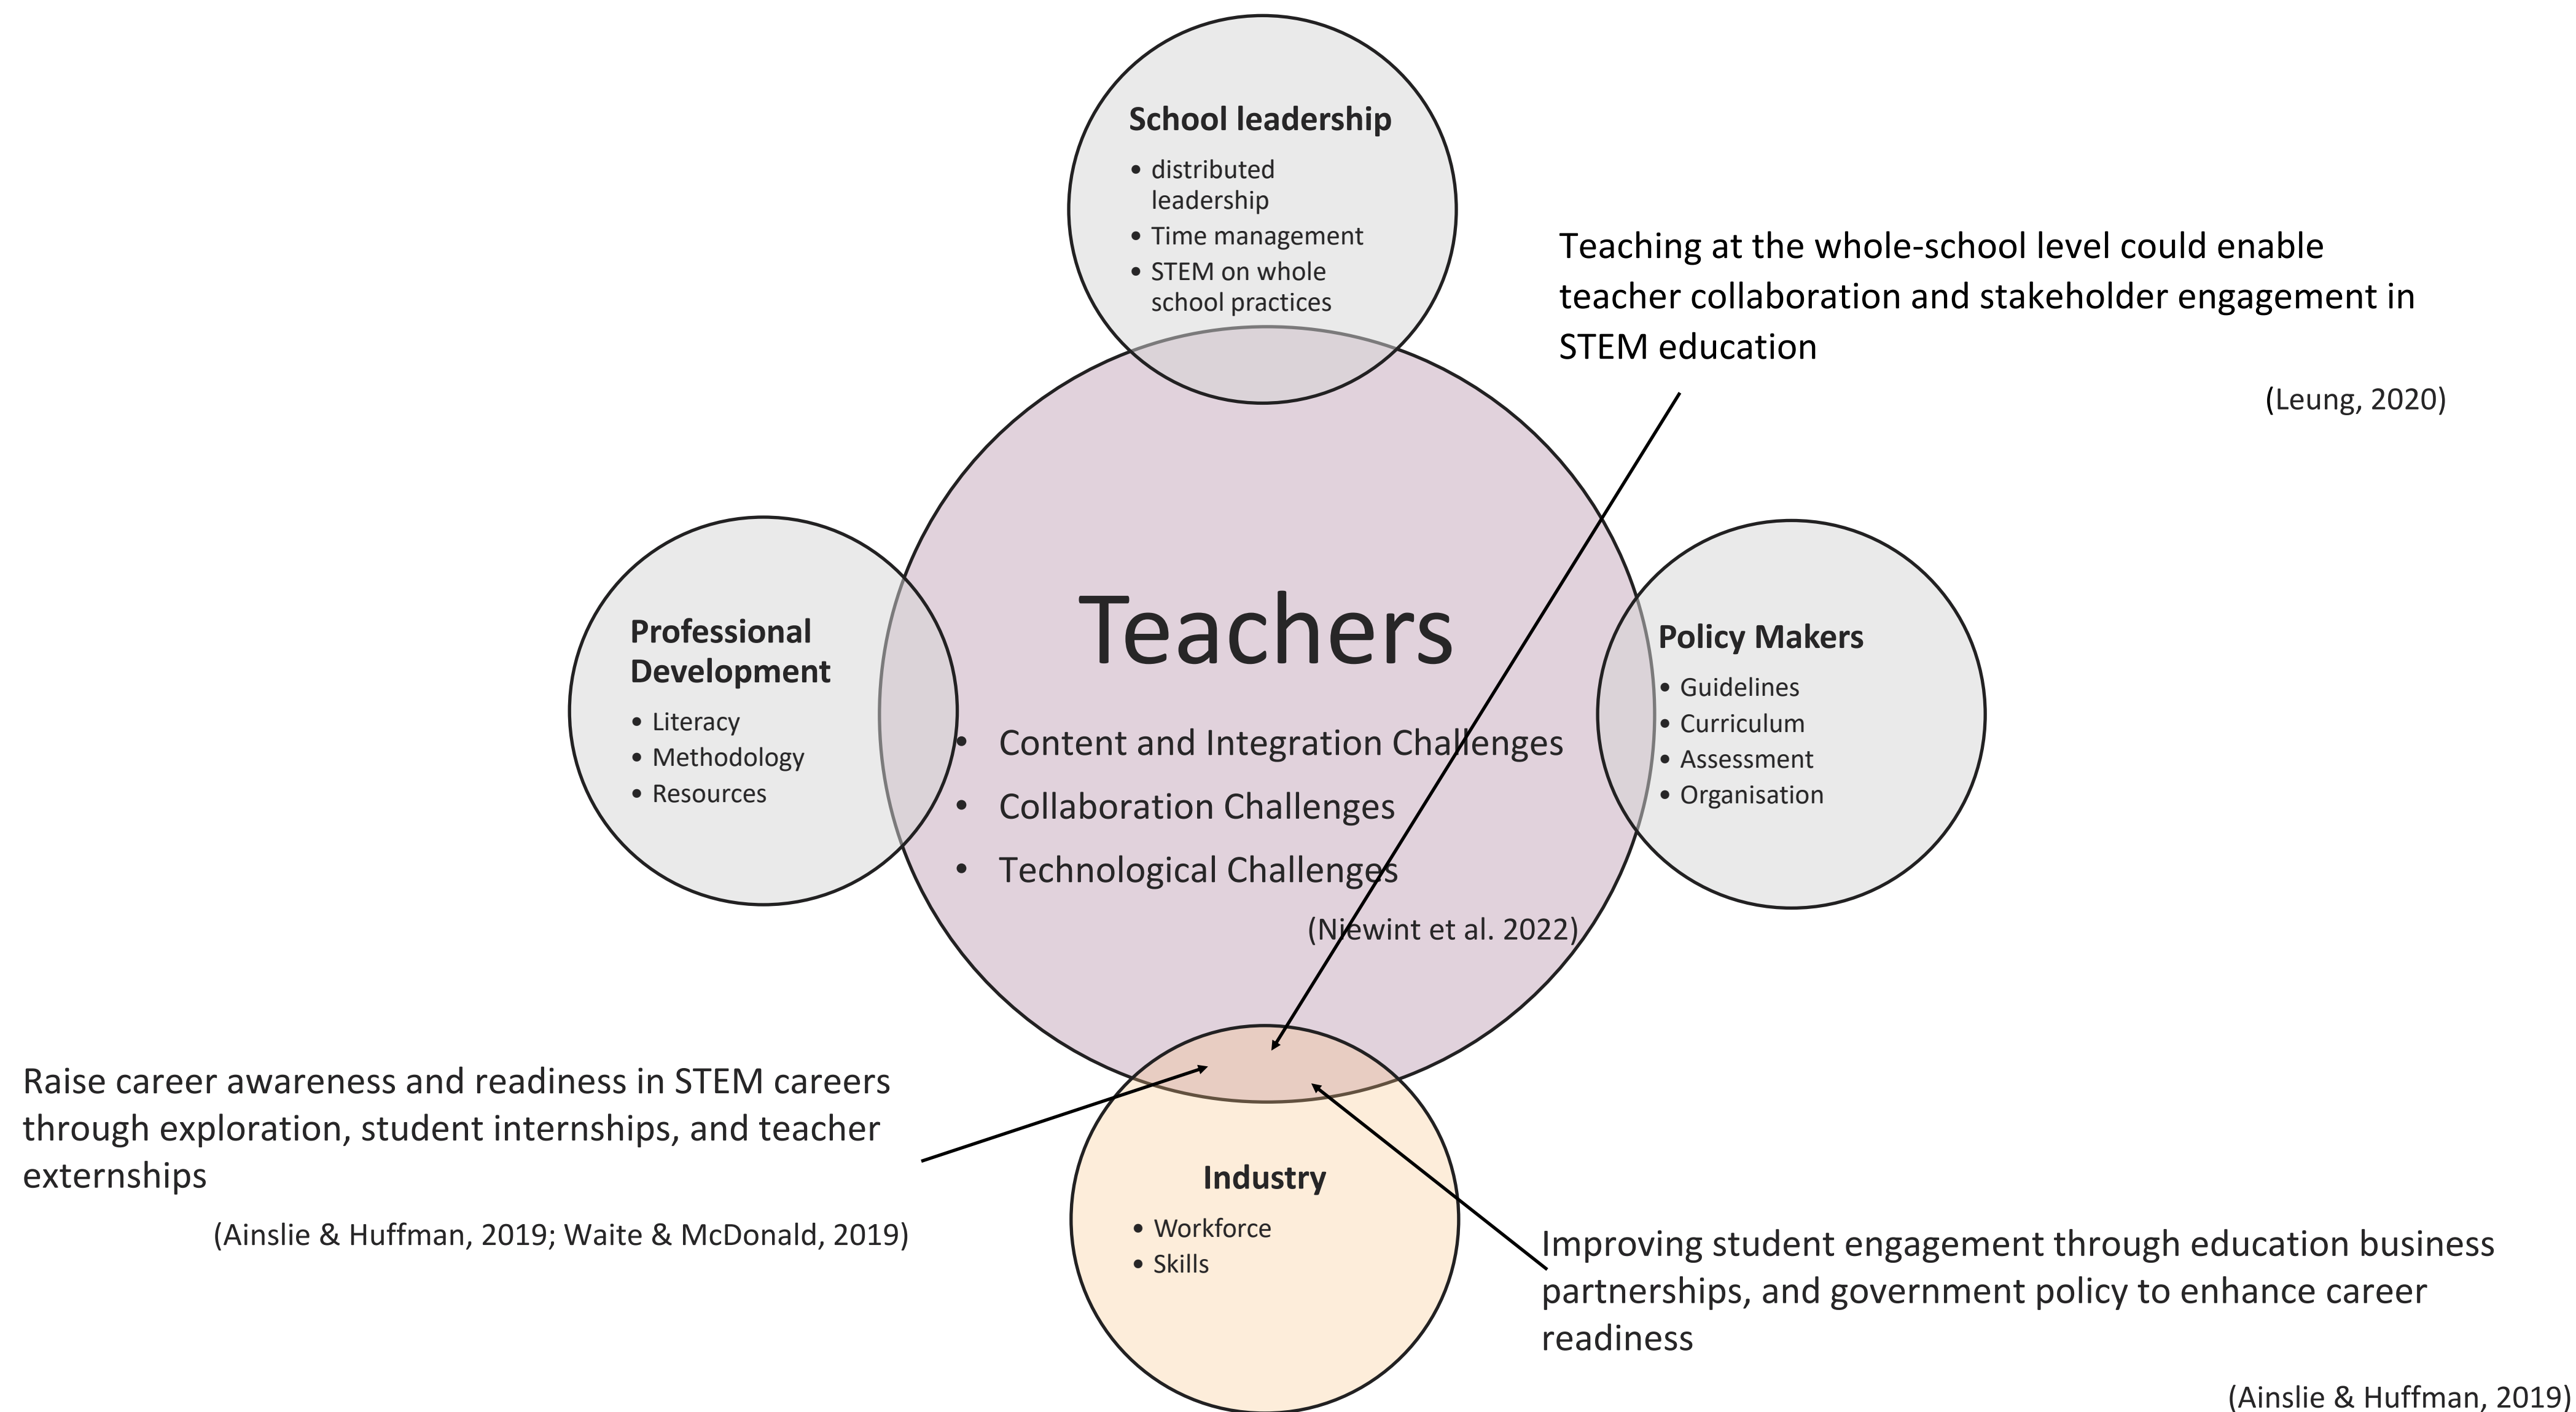 School leadership
• distributed
leadership
• Time management
• STEM on whole
school practices
Teaching at the whole-school level could enable
teacher collaboration and stakeholder engagement in
STEM education
(Leung, 2020)
Professional
Development
• Literacy
• Methodology
• Resources
Teachers
• Content and Integration Challenges
• Collaboration Challenges
• Technological Challenges
(Niewint et al. 2022)
Policy Makers
• Guidelines
• Curriculum
• Assessment
• Organisation
Raise career awareness and readiness in STEM careers
through exploration, student internships, and teacher
externships
(Ainslie & Huffman, 2019; Waite & McDonald, 2019)
Industry
• Workforce
• Skills
Improving student engagement through education business
partnerships, and government policy to enhance career
readiness
(Ainslie & Huffman, 2019)